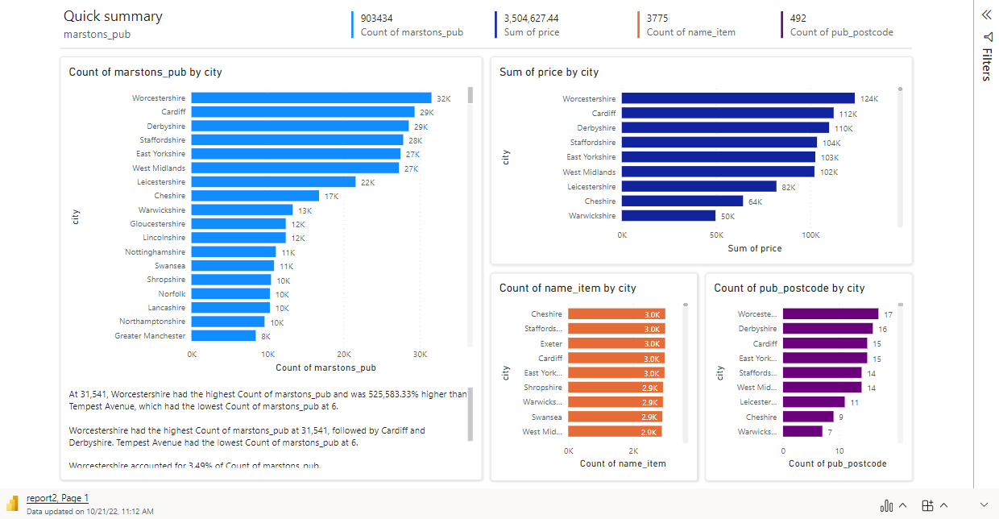 Quick summary
marstons_pub
903434
Count of marstons_pub
3,504,627.44
Sum of price
3775
Count of name_item
492
Count of pub_postcode
Filters
Count of marstons_pub by city
city
Worcestershire 32K
Cardiff 29K
Derbyshire 29K
Staffordshire 28K
East Yorkshire 27K
West Midlands 27K
Leicestershire 22K
Cheshire 17K
Warwickshire 13K
Gloucestershire 12K
Lincolnshire 12K
Nottinghamshire 11K
Swansea 11K
Shropshire 10K
Norfolk 10K
Lancashire 10K
Northamptonshire 10K
Greater Manchester 8K
0K 10K 20K 30K
Count of marstons_pub
At 31,541, Worcestershire had the highest Count of marstons_pub and was 525,583.33% higher than
Tempest Avenue, which had the lowest Count of marstons_pub at 6.
Worcestershire had the highest Count of marstons_pub at 31,541, followed by Cardiff and
Derbyshire. Tempest Avenue had the lowest Count of marstons_pub at 6.
Worcestershire accounted for 3.49% of Count of marstons_pub.
Sum of price by city
city
Worcestershire 124K
Cardiff 112K
Derbyshire 110K
Staffordshire 104K
East Yorkshire 103K
West Midlands 102K
Leicestershire 82K
Cheshire 64K
Warwickshire 50K
0K 50K 100K
Sum of price
Count of name_item by city
city
Cheshire 3.0K
Staffords... 3.0K
Exeter 3.0K
Cardiff 3.0K
East York... 3.0K
Shropshire 2.9K
Warwicks... 2.9K
Swansea 2.9K
West Mid... 2.9K
0K 2K
Count of name_item
Count of pub_postcode by city
city
Worceste... 17
Derbyshire 16
Cardiff 15
East York... 15
Staffords... 14
West Mid... 14
Leicester... 11
Cheshire 9
Warwicks... 7
0 10
Count of pub_postcode
report2, Page 1
Data updated on 10/21/22, 11:12 AM